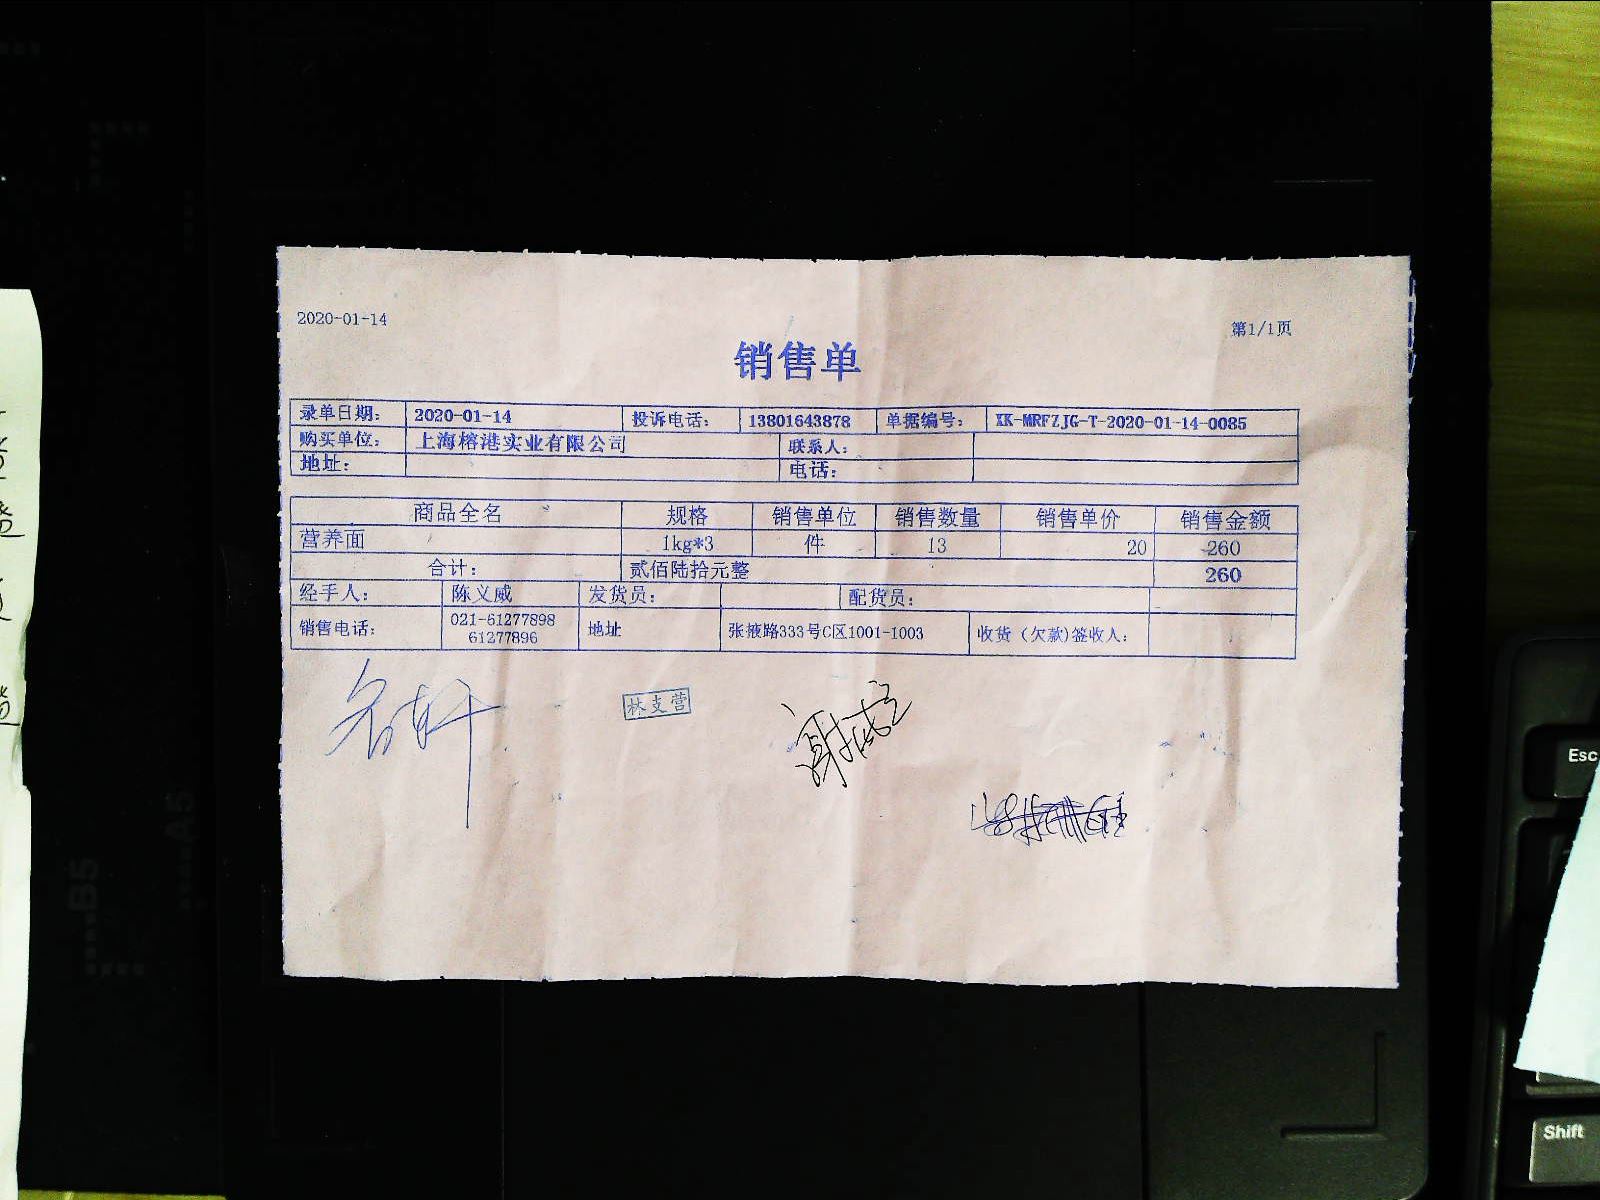 2020-01-14
第1/1页
销售单
录单日期: 2020-01-14 投诉电话: 13801643878 单据编号: XK-MRFZJG-T-2020-01-14-0085
购买单位: 上海榕港实业有限公司 联系人:
地址: 电话:
商品全名 规格 销售单位 销售数量 销售单价 销售金额
营养面 1kg*3 件 13 20 260
合计: 贰佰陆拾元整 260
经手人: 陈义威 发货员: 配货员:
销售电话: 021-61277898 地址 张掖路333号C区1001-1003 收货(欠款)签收人:
61277896
林支营
B5
A5
Esc
Shift